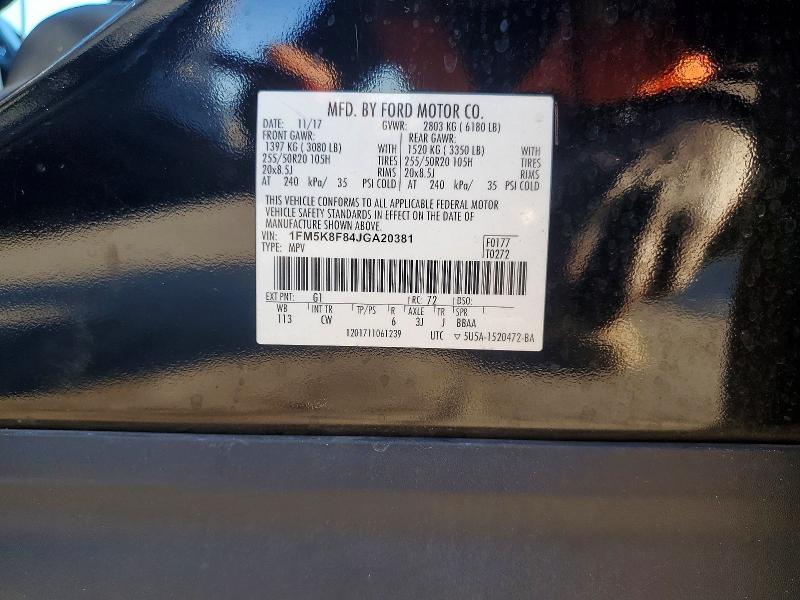 MFD. BY FORD MOTOR CO.
DATE: 11/17 GVWR: 2803 KG ( 6180 LB)
FRONT GAWR: REAR GAWR:
1397 KG ( 3080 LB) WITH 1520 KG ( 3350 LB) WITH
255/50R20 105H TIRES 255/50R20 105H TIRES
20x8.5J RIMS 20x8.5J RIMS
AT 240 kPa/ 35 PSI COLD AT 240 kPa/ 35 PSI COLD
THIS VEHICLE CONFORMS TO ALL APPLICABLE FEDERAL MOTOR
VEHICLE SAFETY STANDARDS IN EFFECT ON THE DATE OF
MANUFACTURE SHOWN ABOVE.
VIN: 1FM5K8F84JGA20381 F0177
TYPE: MPV T0272
EXT PNT: G1 RC: 72 DSO:
WB INT TR TP/PS R AXLE TR SPR
113 CW 6 3J J BBAA
1201711061239 UTC ▽ 5U5A-1520472-BA